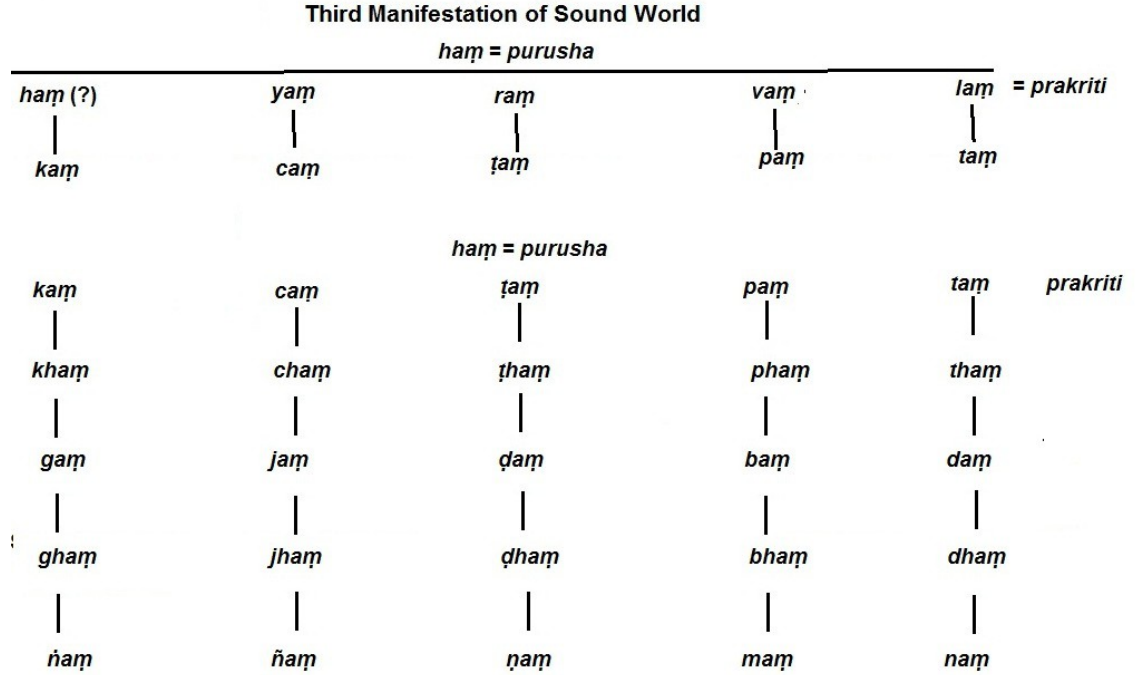 Third Manifestation of Sound World
haṃ = purusha
haṃ (?) yaṃ raṃ vaṃ laṃ = prakriti
kaṃ caṃ ṭaṃ paṃ taṃ
haṃ = purusha
kaṃ caṃ ṭaṃ paṃ taṃ prakriti
khaṃ chaṃ ṭhaṃ phaṃ thaṃ
gaṃ jaṃ ḍaṃ baṃ daṃ
ghaṃ jhaṃ ḍhaṃ bhaṃ dhaṃ
ṅaṃ ñaṃ ṇaṃ maṃ naṃ